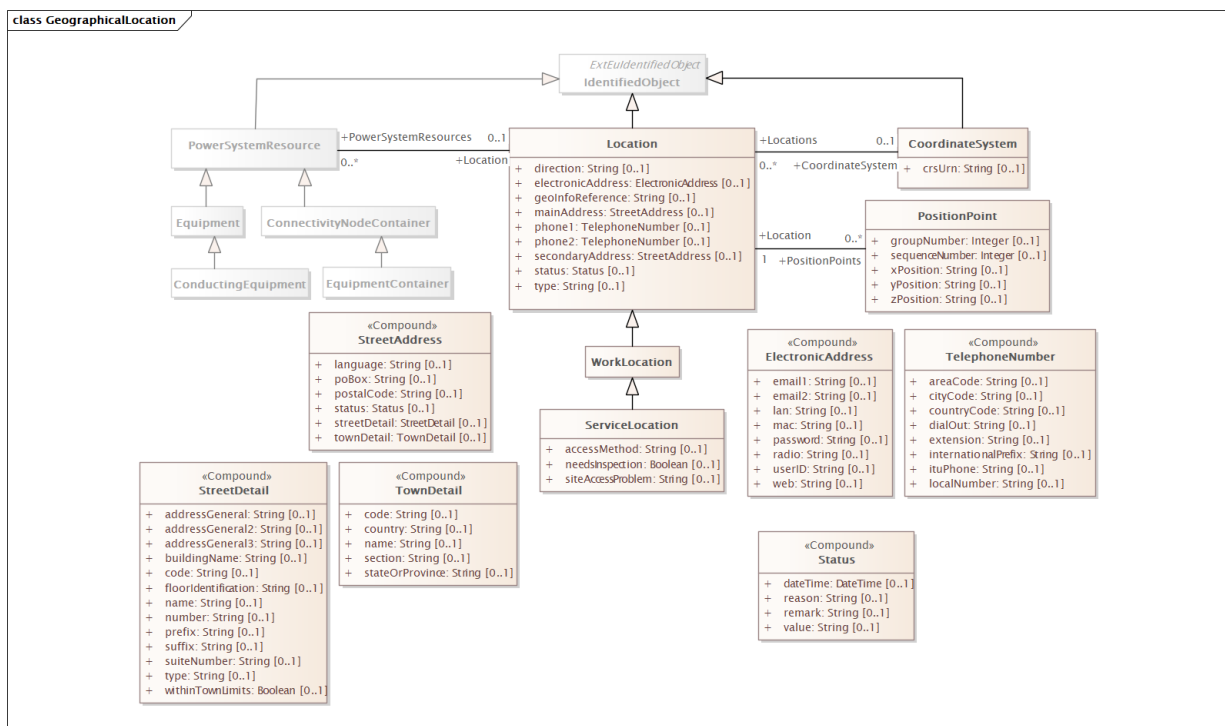 class GeographicalLocation
ExtEuIdentifiedObject
IdentifiedObject
PowerSystemResource
+PowerSystemResources 0..1
0..* +Location
Location
+ direction: String [0..1]
+ electronicAddress: ElectronicAddress [0..1]
+ geoInfoReference: String [0..1]
+ mainAddress: StreetAddress [0..1]
+ phone1: TelephoneNumber [0..1]
+ phone2: TelephoneNumber [0..1]
+ secondaryAddress: StreetAddress [0..1]
+ status: Status [0..1]
+ type: String [0..1]
+Locations 0..1
0..* +CoordinateSystem
CoordinateSystem
+ crsUrn: String [0..1]
Equipment
ConnectivityNodeContainer
ConductingEquipment
EquipmentContainer
+Location 0..*
1 +PositionPoints
PositionPoint
+ groupNumber: Integer [0..1]
+ sequenceNumber: Integer [0..1]
+ xPosition: String [0..1]
+ yPosition: String [0..1]
+ zPosition: String [0..1]
«Compound»
StreetAddress
+ language: String [0..1]
+ poBox: String [0..1]
+ postalCode: String [0..1]
+ status: Status [0..1]
+ streetDetail: StreetDetail [0..1]
+ townDetail: TownDetail [0..1]
WorkLocation
ServiceLocation
+ accessMethod: String [0..1]
+ needsInspection: Boolean [0..1]
+ siteAccessProblem: String [0..1]
«Compound»
ElectronicAddress
+ email1: String [0..1]
+ email2: String [0..1]
+ lan: String [0..1]
+ mac: String [0..1]
+ password: String [0..1]
+ radio: String [0..1]
+ userID: String [0..1]
+ web: String [0..1]
«Compound»
TelephoneNumber
+ areaCode: String [0..1]
+ cityCode: String [0..1]
+ countryCode: String [0..1]
+ dialOut: String [0..1]
+ extension: String [0..1]
+ internationalPrefix: String [0..1]
+ ituPhone: String [0..1]
+ localNumber: String [0..1]
«Compound»
StreetDetail
+ addressGeneral: String [0..1]
+ addressGeneral2: String [0..1]
+ addressGeneral3: String [0..1]
+ buildingName: String [0..1]
+ code: String [0..1]
+ floorIdentification: String [0..1]
+ name: String [0..1]
+ number: String [0..1]
+ prefix: String [0..1]
+ suffix: String [0..1]
+ suiteNumber: String [0..1]
+ type: String [0..1]
+ withinTownLimits: Boolean [0..1]
«Compound»
TownDetail
+ code: String [0..1]
+ country: String [0..1]
+ name: String [0..1]
+ section: String [0..1]
+ stateOrProvince: String [0..1]
«Compound»
Status
+ dateTime: DateTime [0..1]
+ reason: String [0..1]
+ remark: String [0..1]
+ value: String [0..1]